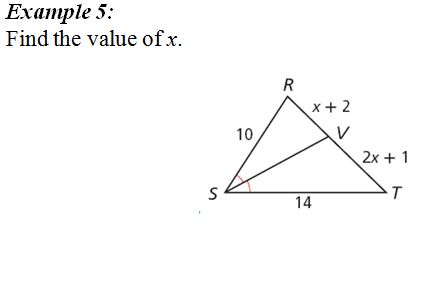 Example 5:
Find the value of x.
R
x + 2
10
V
2x + 1
S
T
14